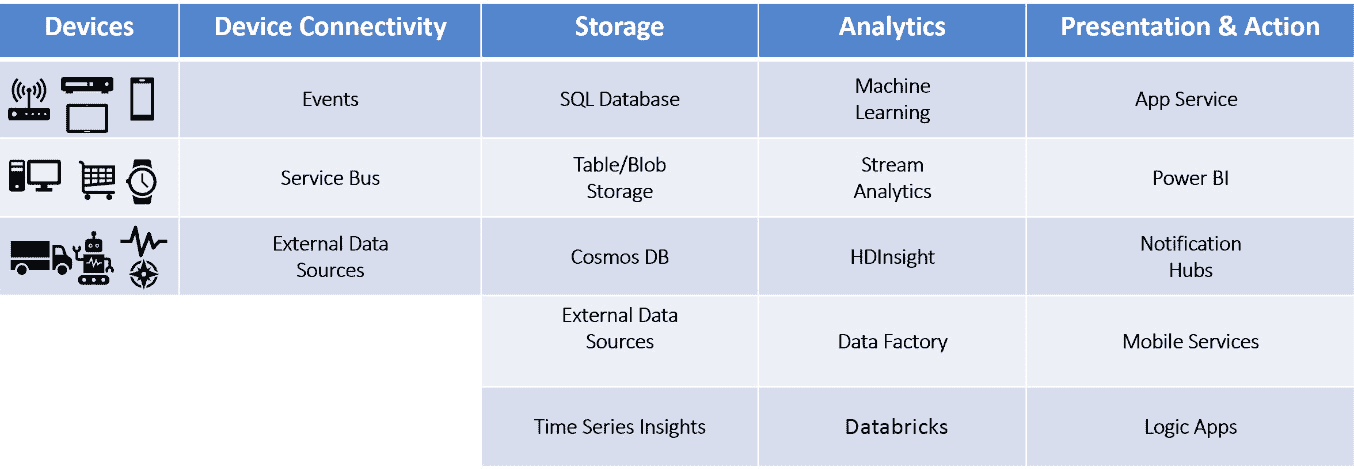 Devices
Device Connectivity
Storage
Analytics
Presentation & Action
Events
SQL Database
Machine
Learning
App Service
Service Bus
Table/Blob
Storage
Stream
Analytics
Power BI
External Data
Sources
Cosmos DB
HDInsight
Notification
Hubs
External Data
Sources
Data Factory
Mobile Services
Time Series Insights
Databricks
Logic Apps